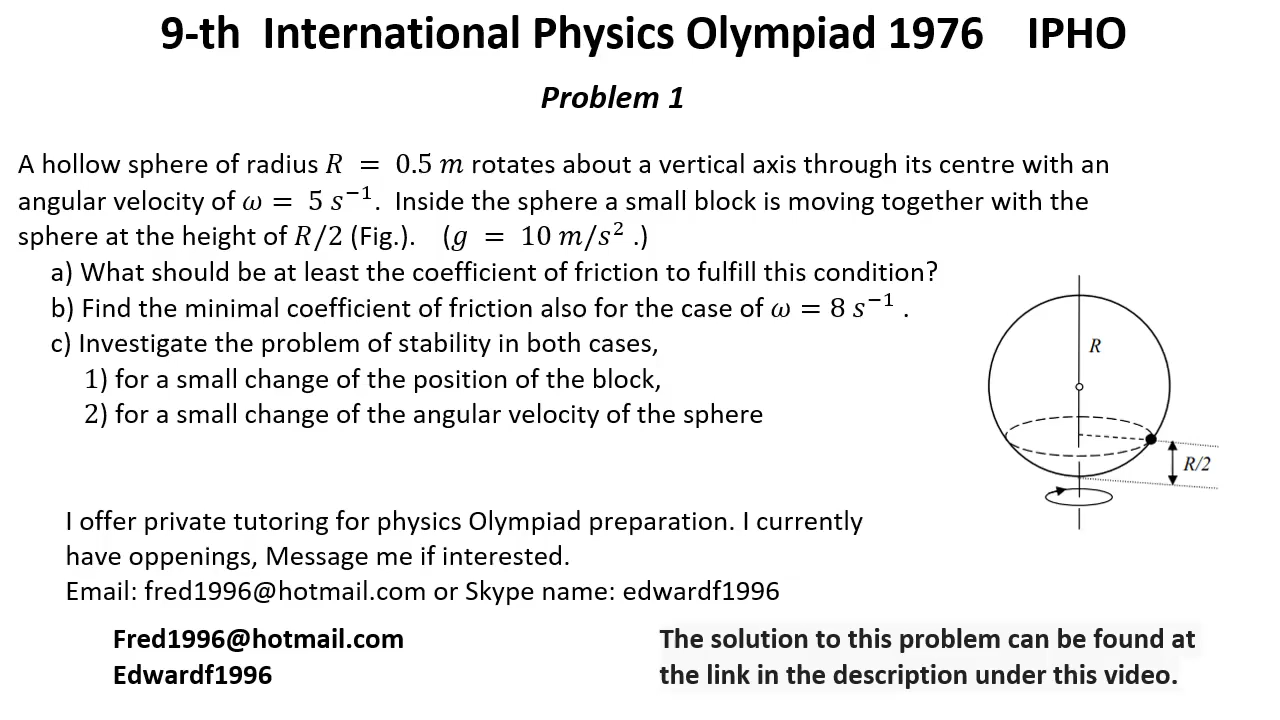 9-th International Physics Olympiad 1976 IPHO
Problem 1
A hollow sphere of radius R = 0.5 m rotates about a vertical axis through its centre with an
angular velocity of ω = 5 s⁻¹. Inside the sphere a small block is moving together with the
sphere at the height of R/2 (Fig.). (g = 10 m/s² .)
a) What should be at least the coefficient of friction to fulfill this condition?
b) Find the minimal coefficient of friction also for the case of ω = 8 s⁻¹ .
c) Investigate the problem of stability in both cases,
1) for a small change of the position of the block,
2) for a small change of the angular velocity of the sphere
R
R/2
I offer private tutoring for physics Olympiad preparation. I currently
have oppenings, Message me if interested.
Email: fred1996@hotmail.com or Skype name: edwardf1996
Fred1996@hotmail.com
Edwardf1996
The solution to this problem can be found at
the link in the description under this video.